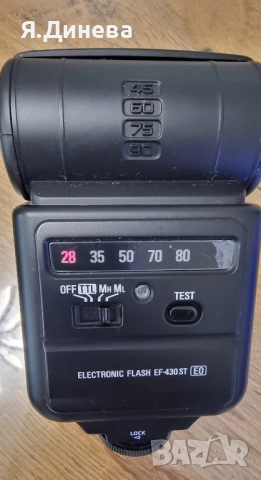 Я.Динева
45
60
75
90
28 35 50 70 80
OFF TTL MH ML
TEST
ELECTRONIC FLASH EF-430 ST EO
LOCK
bazar